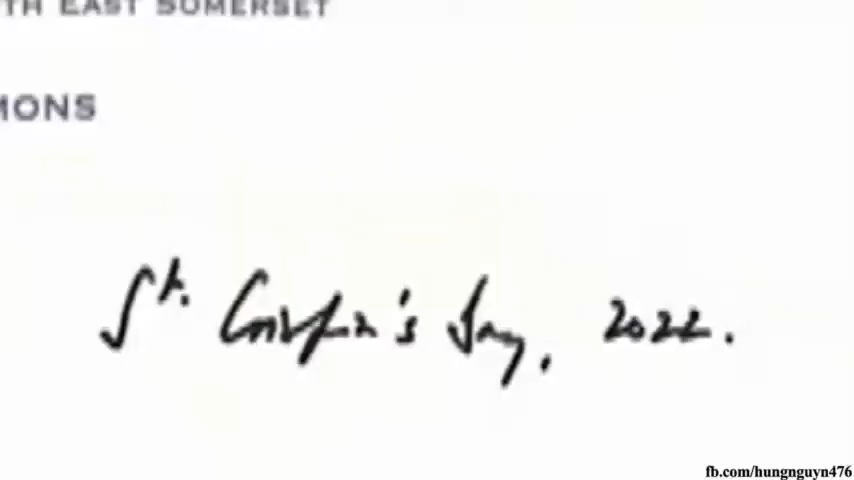 TH EAST SOMERSET
MONS
St. Crispin's Day, 2022.
fb.com/hungnguyn476